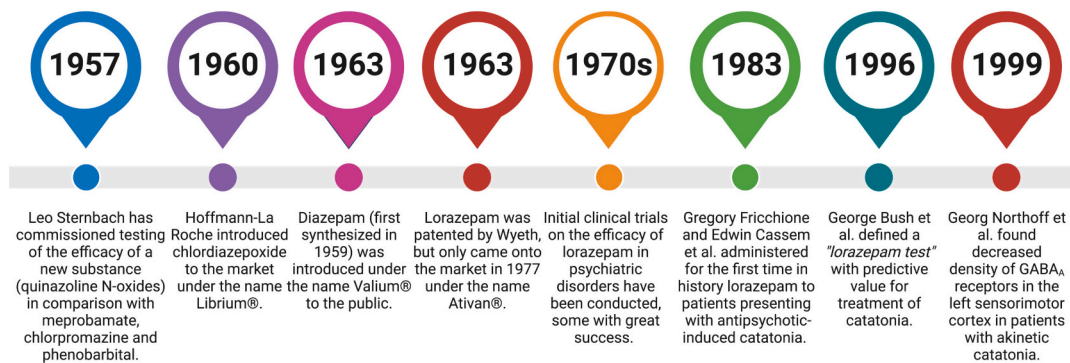 1957
1960
1963
1963
1970s
1983
1996
1999
Leo Sternbach has
commissioned testing
of the efficacy of a
new substance
(quinazoline N-oxides)
in comparison with
meprobamate,
chlorpromazine and
phenobarbital.
Hoffmann-La
Roche introduced
chlordiazepoxide
to the market
under the name
Librium®.
Diazepam (first
synthesized in
1959) was
introduced under
the name Valium®
to the public.
Lorazepam was
patented by Wyeth,
but only came onto
the market in 1977
under the name
Ativan®.
Initial clinical trials
on the efficacy of
lorazepam in
psychiatric
disorders have
been conducted,
some with great
success.
Gregory Fricchione
and Edwin Cassem
et al. administered
for the first time in
history lorazepam to
patients presenting
with antipsychotic-
induced catatonia.
George Bush et
al. defined a
"lorazepam test"
with predictive
value for
treatment of
catatonia.
Georg Northoff et
al. found
decreased
density of GABAA
receptors in the
left sensorimotor
cortex in patients
with akinetic
catatonia.